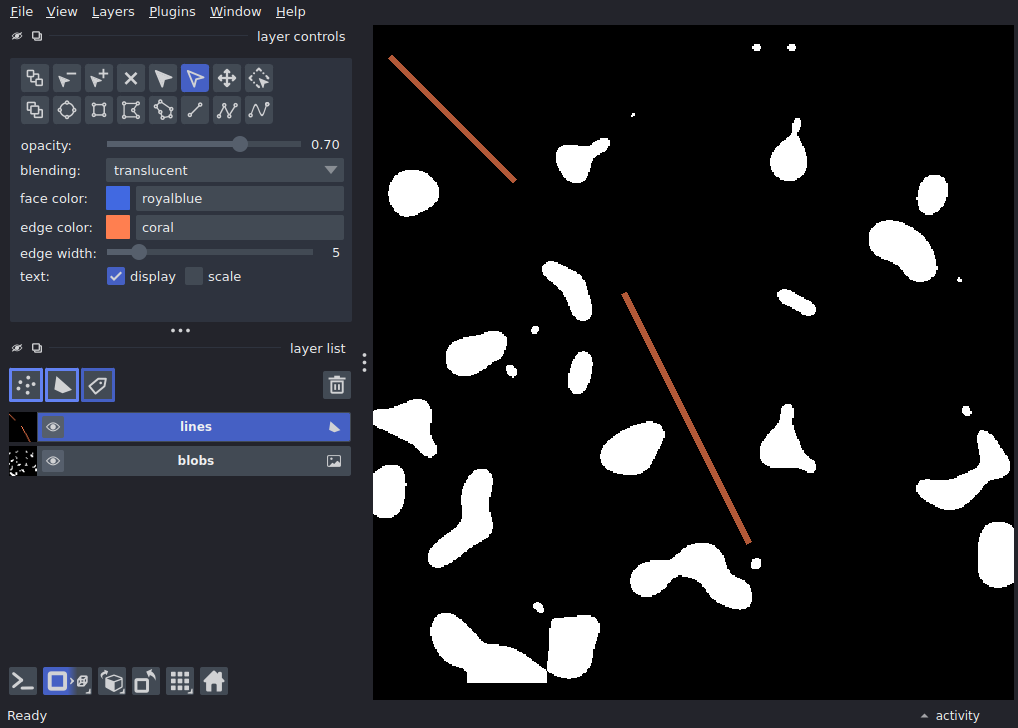 File View Layers Plugins Window Help
layer controls
opacity: 0.70
blending: translucent
face color: royalblue
edge color: coral
edge width: 5
text: display scale
layer list
lines
blobs
Ready activity